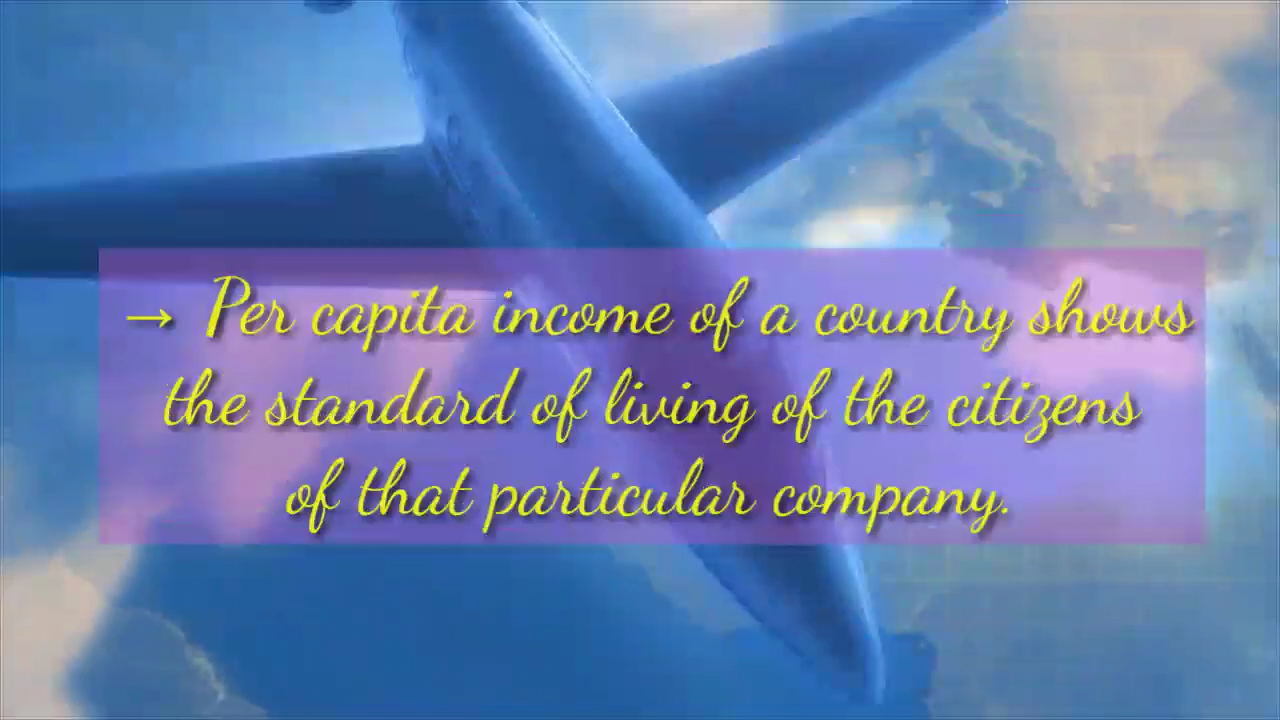 → Per capita income of a country shows
the standard of living of the citizens
of that particular company.